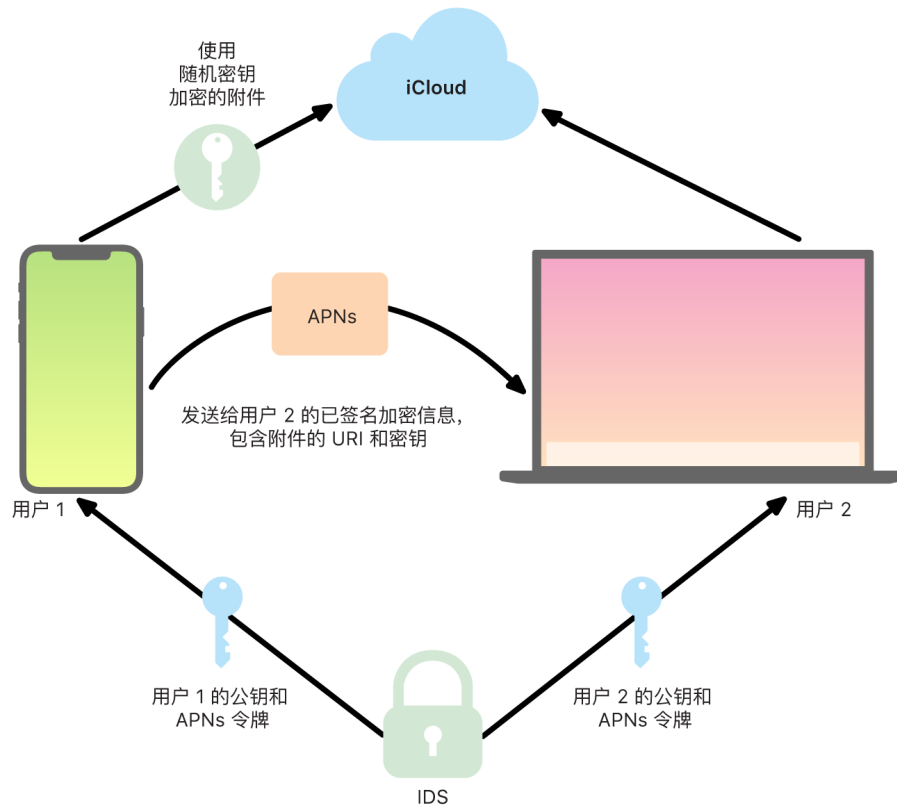 使用
随机密钥
加密的附件
iCloud
APNs
发送给用户 2 的已签名加密信息，
包含附件的 URI 和密钥
用户 1
用户 2
用户 1 的公钥和
APNs 令牌
用户 2 的公钥和
APNs 令牌
IDS